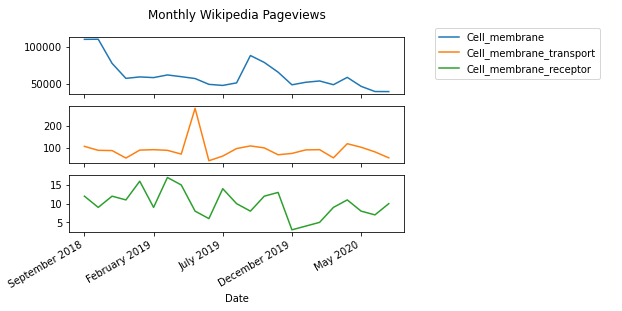 Monthly Wikipedia Pageviews
Cell_membrane
Cell_membrane_transport
Cell_membrane_receptor
100000
50000
200
100
15
10
5
September 2018
February 2019
July 2019
December 2019
May 2020
Date